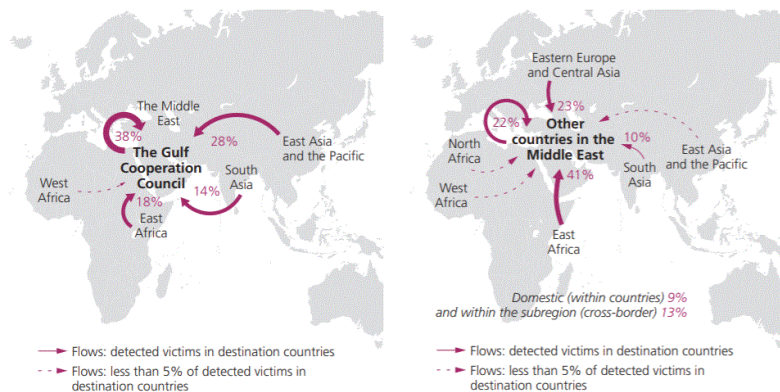 The Middle
East
38%
28%
The Gulf
Cooperation
Council
East Asia
and the Pacific
South
Asia
14%
West
Africa
18%
East
Africa
Flows: detected victims in destination countries
Flows: less than 5% of detected victims in
destination countries
Eastern Europe
and Central Asia
23%
22%
Other
countries in the
Middle East
10%
North
Africa
East Asia
and the Pacific
South
Asia
41%
West
Africa
East
Africa
Domestic (within countries) 9%
and within the subregion (cross-border) 13%
Flows: detected victims in destination countries
Flows: less than 5% of detected victims in
destination countries